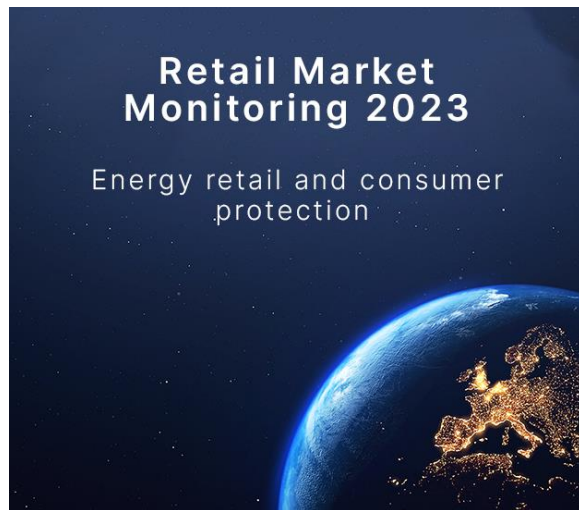 Retail Market
Monitoring 2023
Energy retail and consumer
protection